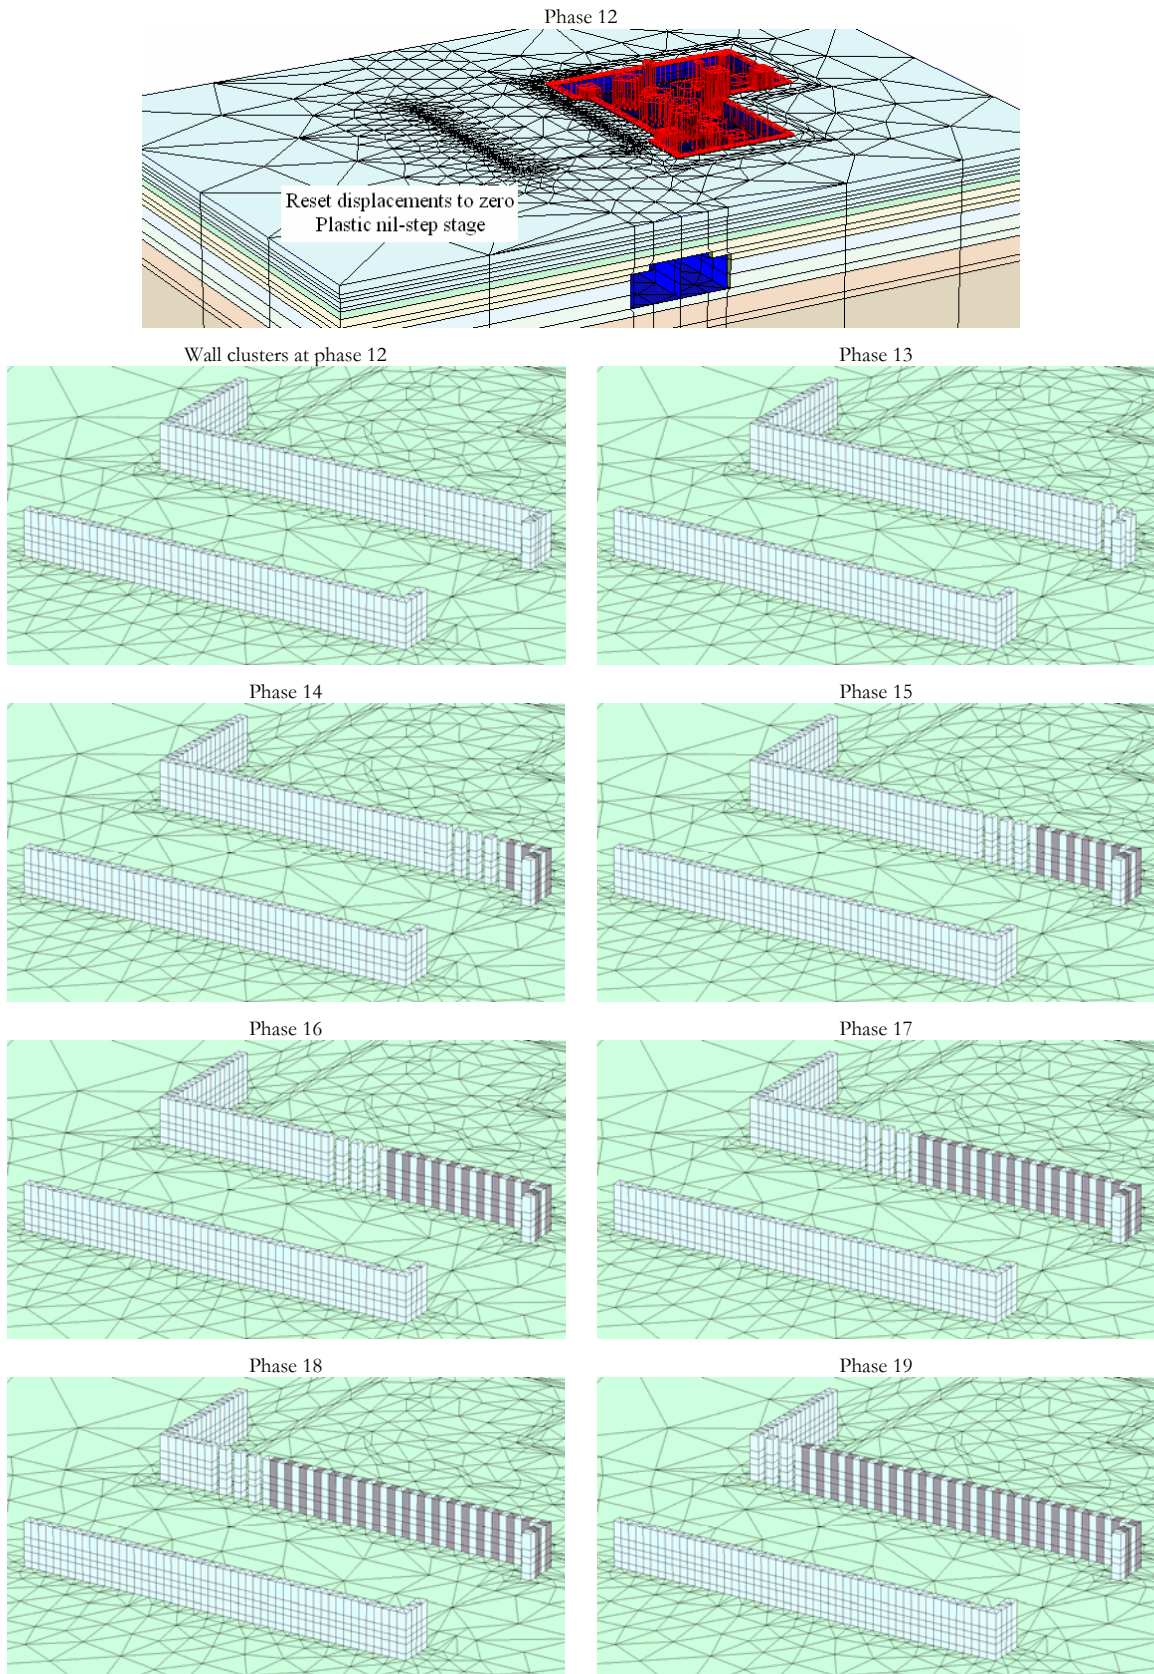 Phase 12
Reset displacements to zero
Plastic nil-step stage
Wall clusters at phase 12
Phase 13
Phase 14
Phase 15
Phase 16
Phase 17
Phase 18
Phase 19